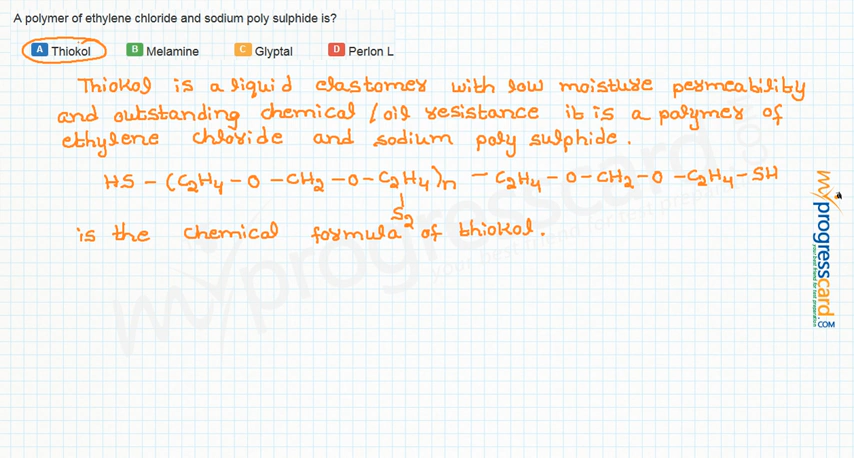 A polymer of ethylene chloride and sodium poly sulphide is?
A Thiokol B Melamine C Glyptal D Perlon L
Thiokol is a liquid elastomer with low moisture permeability
and outstanding chemical / oil resistance it is a polymer of
ethylene chloride and sodium poly sulphide.
HS - (C2H4 - O - CH2 - O - C2H4)n - C2H4 - O - CH2 - O - C2H4 - SH
S2
is the chemical formula of thiokol.
myprogresscard
myprogresscard
.COM